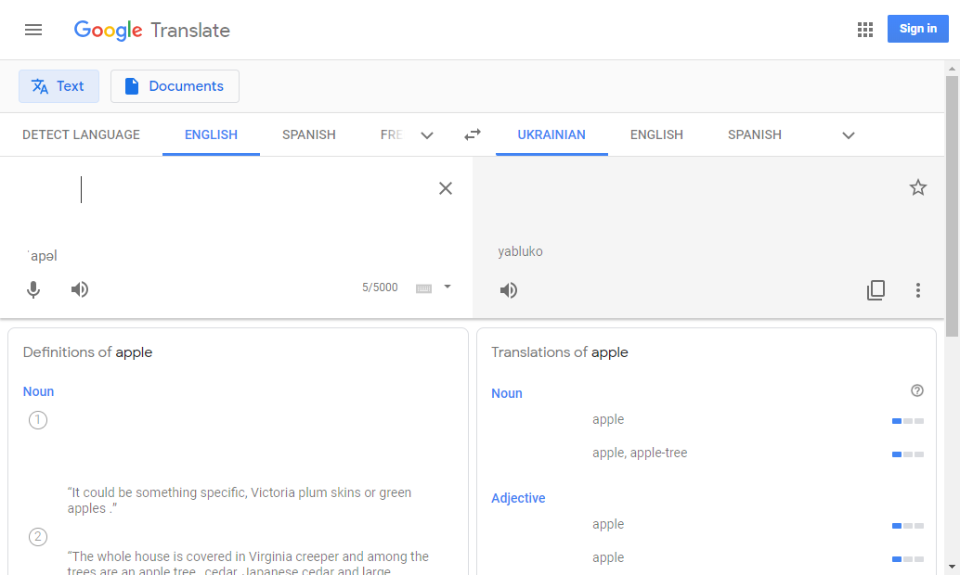 Google Translate
Sign in
Text
Documents
DETECT LANGUAGE ENGLISH SPANISH FRE
UKRAINIAN ENGLISH SPANISH
ˈapəl
5/5000
yabluko
Definitions of apple
Noun
1
“It could be something specific, Victoria plum skins or green
apples .”
2
“The whole house is covered in Virginia creeper and among the
trees are an apple tree , cedar, Japanese cedar and large
Translations of apple
Noun
apple
apple, apple-tree
Adjective
apple
apple